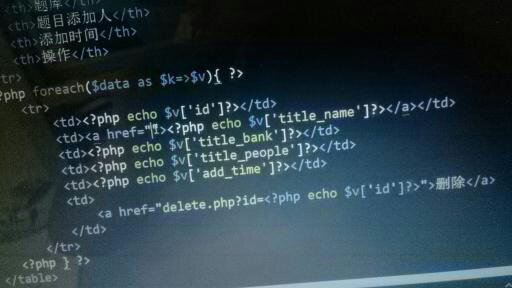 <th>题库</th>
<th>题目添加人</th>
<th>添加时间</th>
<th>操作</th>
tr>
?php foreach($data as $k=>$v){ ?>
<tr>
<td><?php echo $v['id']?></td>
<td><a href=""><?php echo $v['title_name']?></a></td>
<td><?php echo $v['title_bank']?></td>
<td><?php echo $v['title_people']?></td>
<td><?php echo $v['add_time']?></td>
<td>
<a href="delete.php?id=<?php echo $v['id']?>">删除</a>
</td>
</tr>
<?php } ?>
</table>